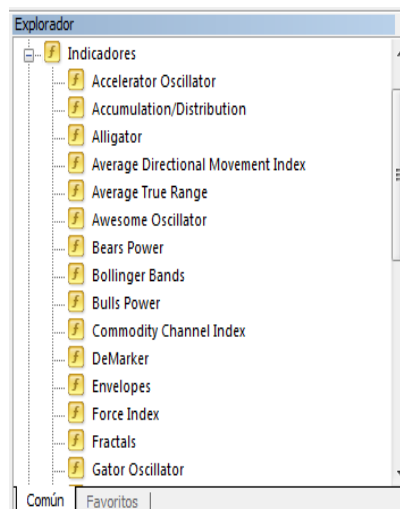 Explorador
Indicadores
Accelerator Oscillator
Accumulation/Distribution
Alligator
Average Directional Movement Index
Average True Range
Awesome Oscillator
Bears Power
Bollinger Bands
Bulls Power
Commodity Channel Index
DeMarker
Envelopes
Force Index
Fractals
Gator Oscillator
Común Favoritos